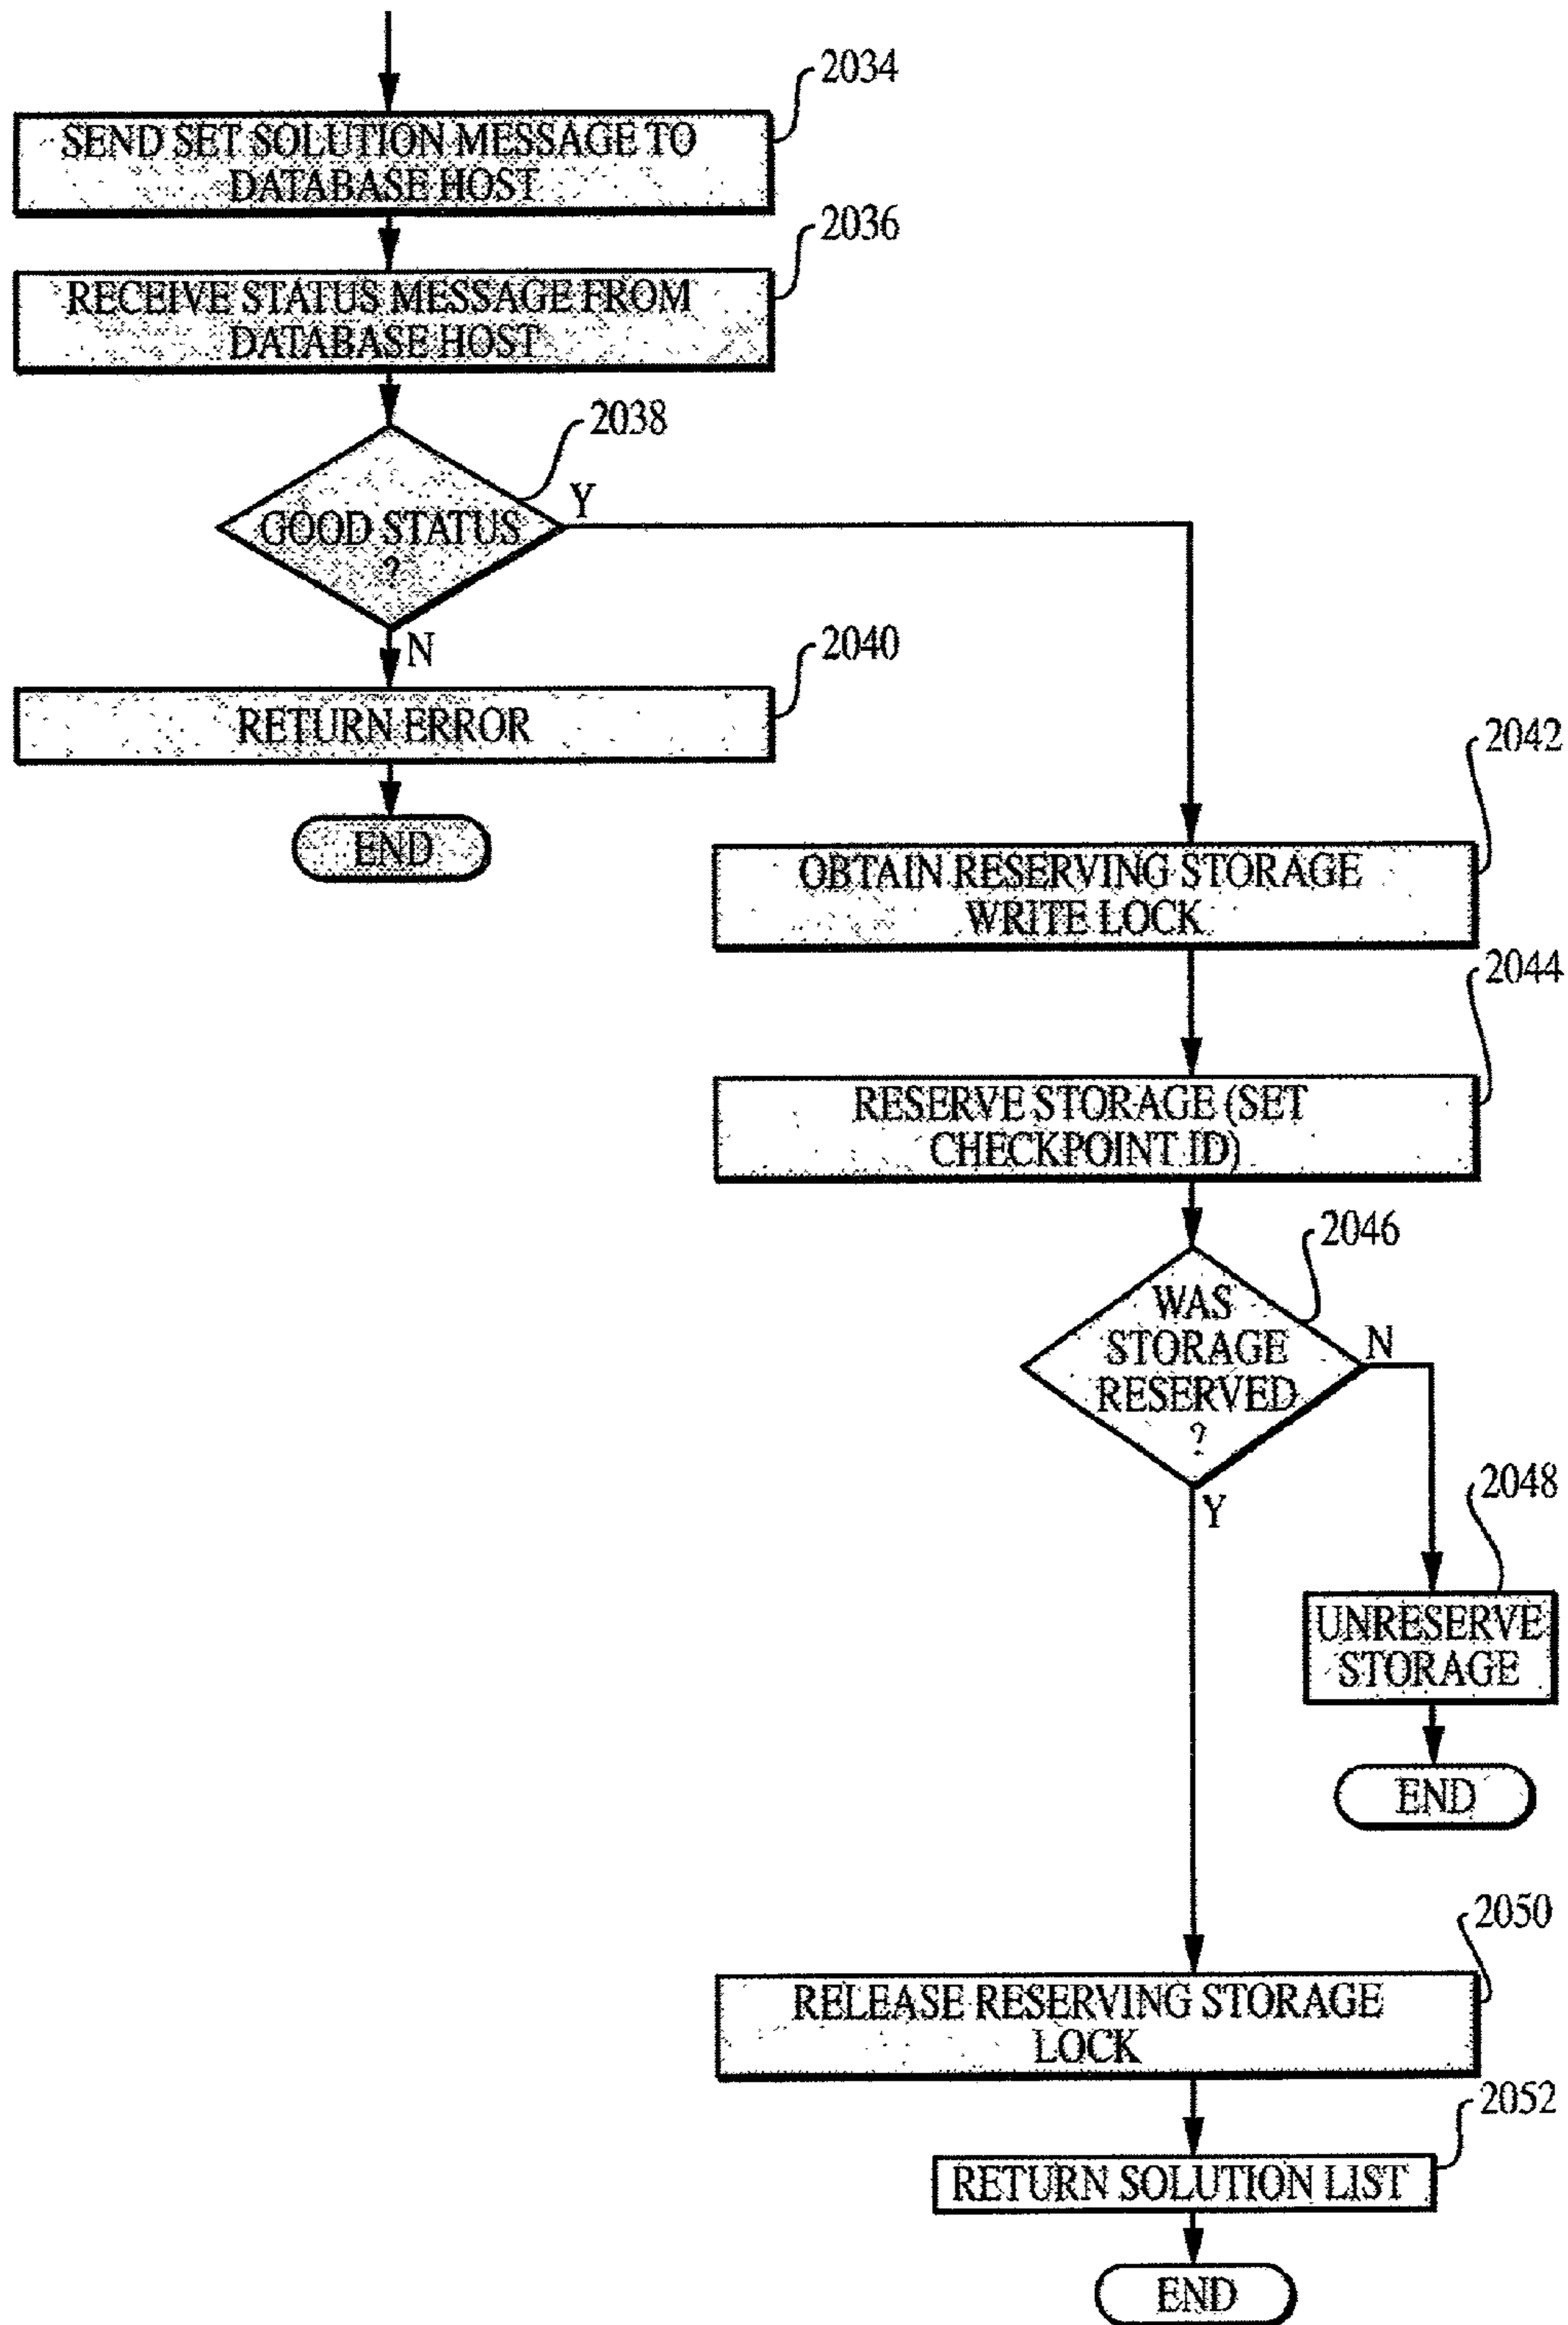 2034
SEND SET SOLUTION MESSAGE TO
DATABASE HOST
2036
RECEIVE STATUS MESSAGE FROM
DATABASE HOST
2038
GOOD STATUS
?
Y
N
2040
RETURN ERROR
END
2042
OBTAIN RESERVING STORAGE
WRITE LOCK
2044
RESERVE STORAGE (SET
CHECKPOINT ID)
2046
WAS
STORAGE
RESERVED
?
N
Y
2048
UNRESERVE
STORAGE
END
2050
RELEASE RESERVING STORAGE
LOCK
2052
RETURN SOLUTION LIST
END